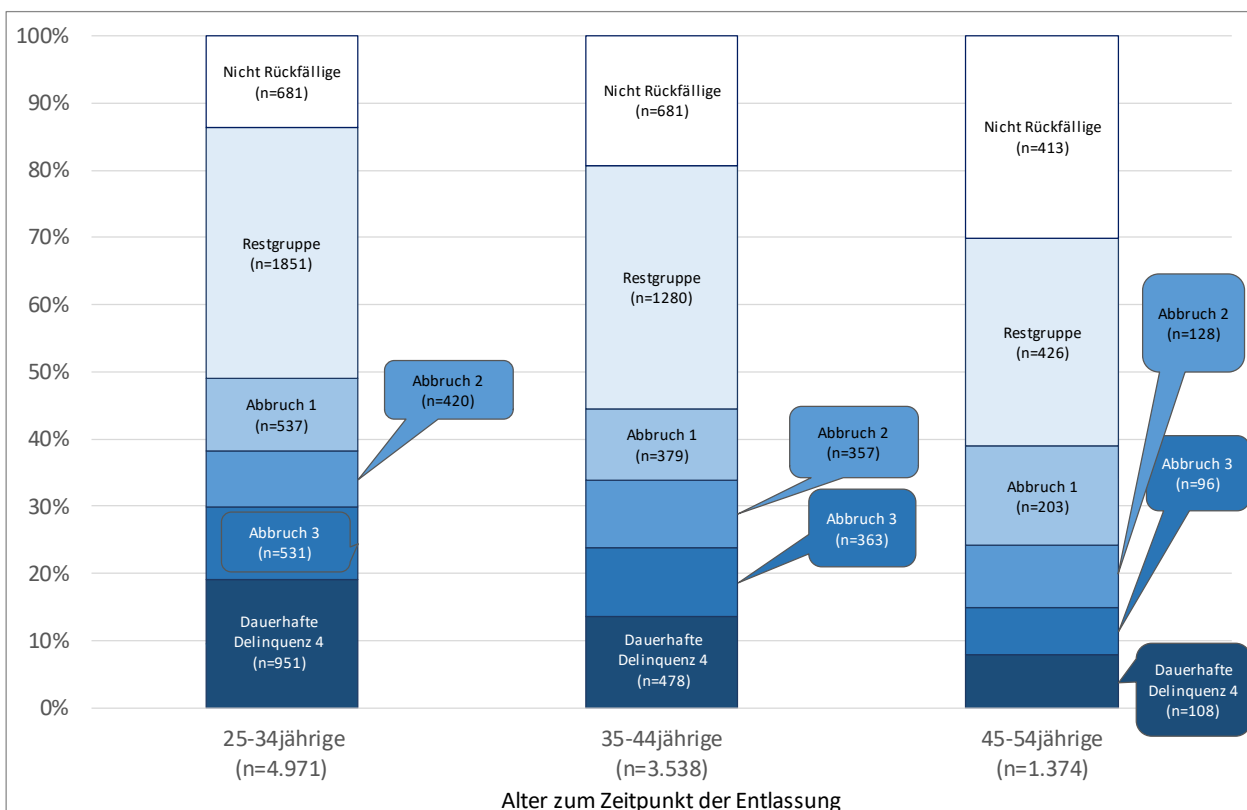 100%
90%
80%
70%
60%
50%
40%
30%
20%
10%
0%
Nicht Rückfällige
(n=681)
Restgruppe
(n=1851)
Abbruch 1
(n=537)
Abbruch 2
(n=420)
Abbruch 3
(n=531)
Dauerhafte
Delinquenz 4
(n=951)
Nicht Rückfällige
(n=681)
Restgruppe
(n=1280)
Abbruch 1
(n=379)
Abbruch 2
(n=357)
Abbruch 3
(n=363)
Dauerhafte
Delinquenz 4
(n=478)
Nicht Rückfällige
(n=413)
Restgruppe
(n=426)
Abbruch 1
(n=203)
Abbruch 2
(n=128)
Abbruch 3
(n=96)
Dauerhafte
Delinquenz 4
(n=108)
25-34jährige
(n=4.971)
35-44jährige
(n=3.538)
45-54jährige
(n=1.374)
Alter zum Zeitpunkt der Entlassung